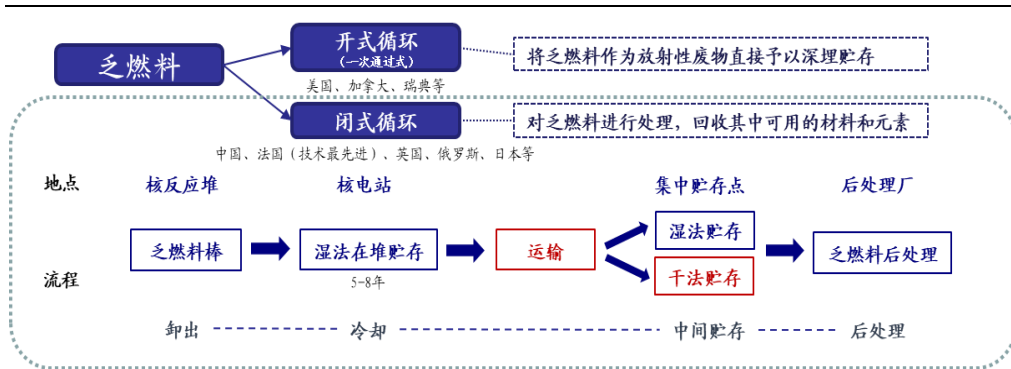 乏燃料
开式循环
(一次通过式)
将乏燃料作为放射性废物直接予以深埋贮存
美国、加拿大、瑞典等
闭式循环
对乏燃料进行处理，回收其中可用的材料和元素
中国、法国（技术最先进）、英国、俄罗斯、日本等
地点
核反应堆
核电站
集中贮存点
后处理厂
流程
乏燃料棒
湿法在堆贮存
5-8年
运输
湿法贮存
干法贮存
乏燃料后处理
卸出
冷却
中间贮存
后处理